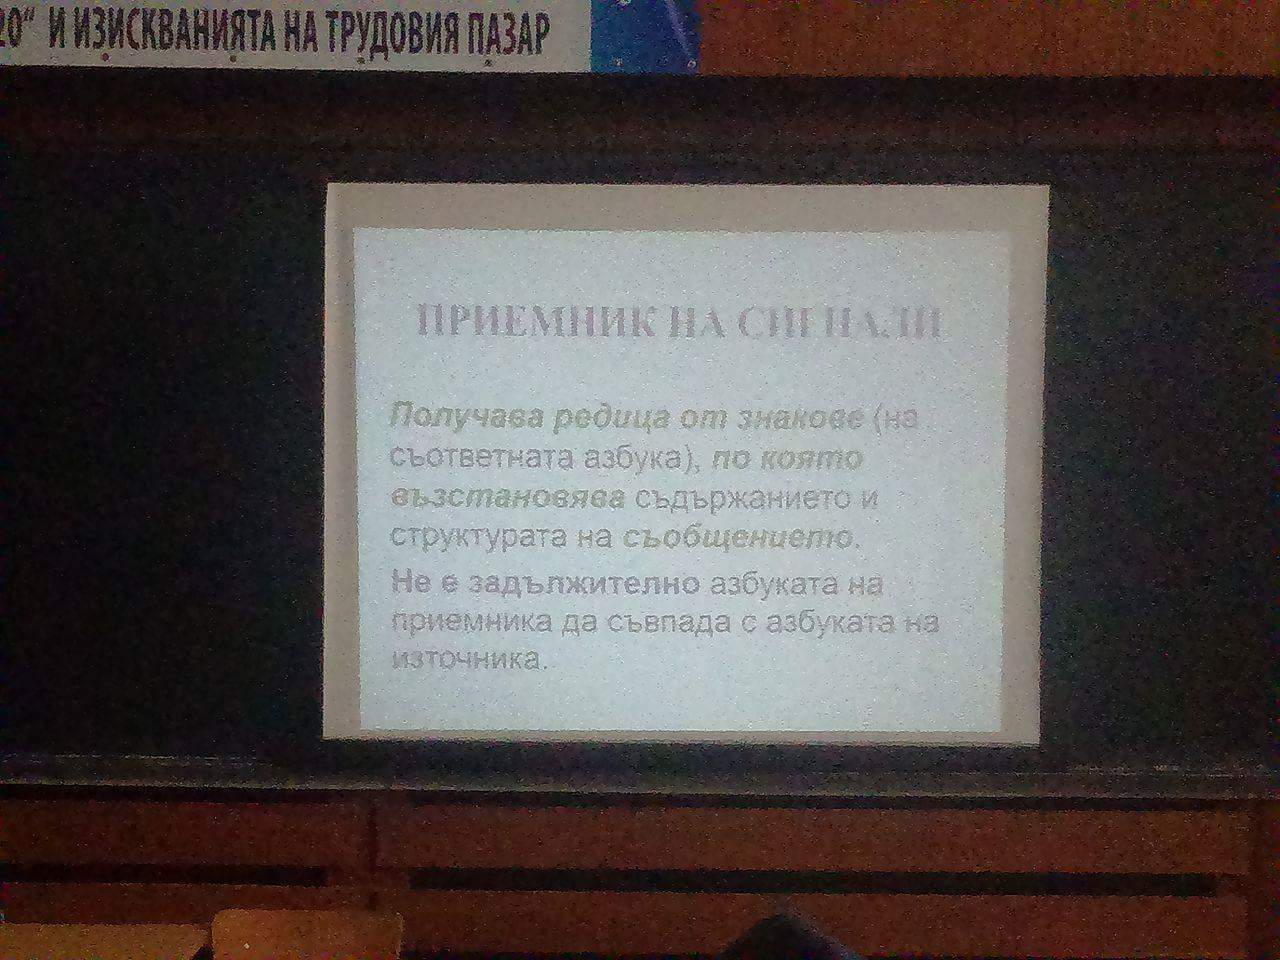 20“ И ИЗИСКВАНИЯТА НА ТРУДОВИЯ ПАЗАР
ПРИЕМНИК НА СИГНАЛИ
Получава редица от знакове (на
съответната азбука), по която
възстановява съдържанието и
структурата на съобщението.
Не е задължително азбуката на
приемника да съвпада с азбуката на
източника.